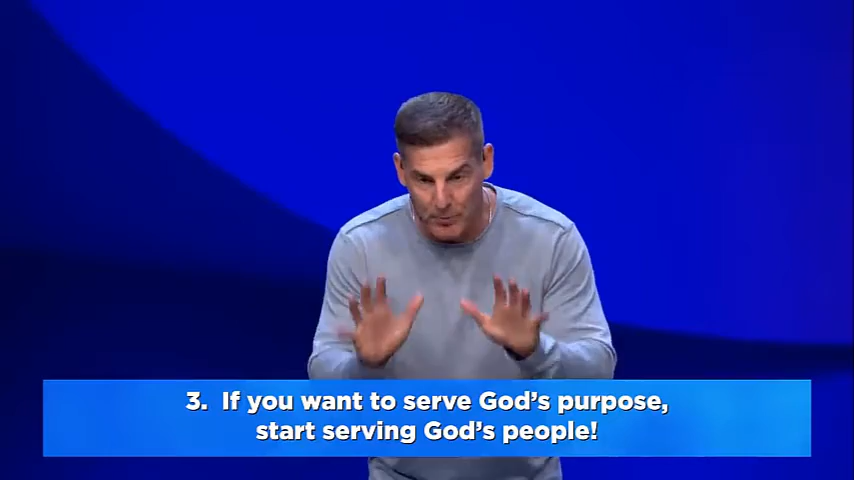 3.  If you want to serve God’s purpose,
start serving God’s people!